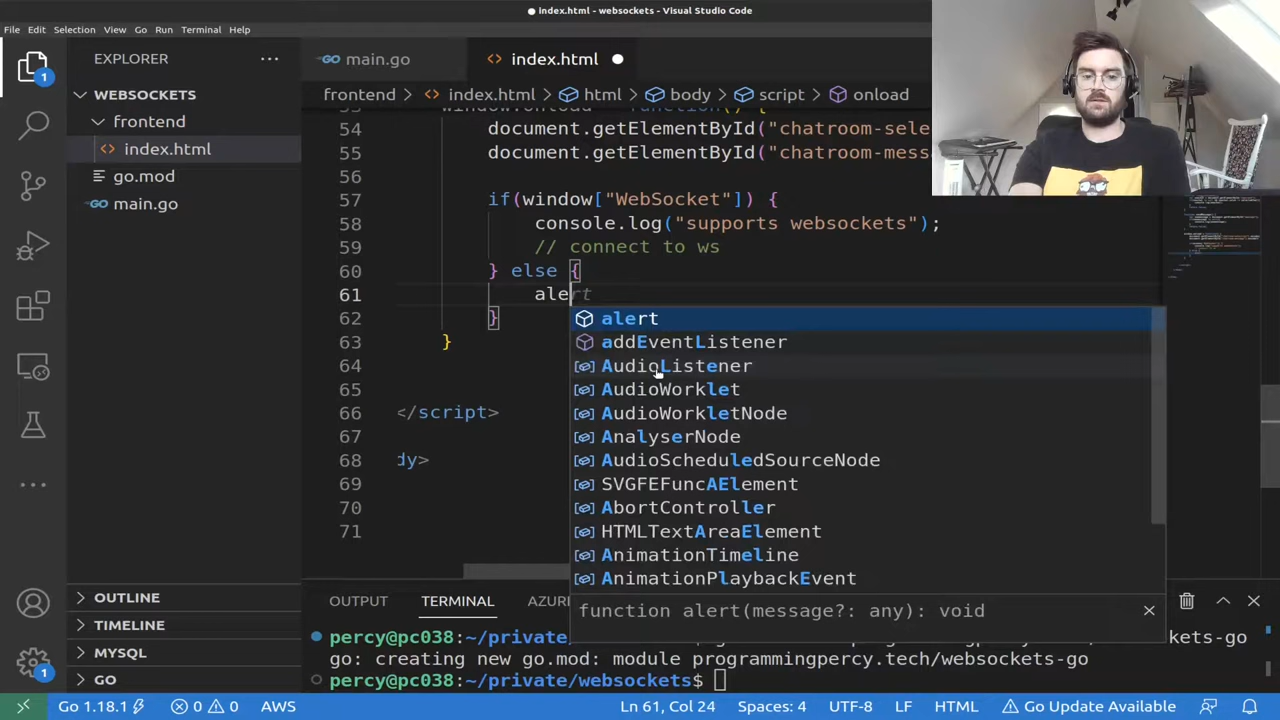 index.html - websockets - Visual Studio Code
File Edit Selection View Go Run Terminal Help
EXPLORER
main.go
index.html
WEBSOCKETS
frontend
index.html
go.mod
main.go
OUTLINE
TIMELINE
MYSQL
GO
1
1
frontend > index.html > html > body > script > onload
54 document.getElementById("chatroom-sele
55 document.getElementById("chatroom-mess
56
57 if(window["WebSocket"]) {
58 console.log("supports websockets");
59 // connect to ws
60 } else {
61 alert
62 }
63 }
64
65
66 </script>
67
68 dy>
69
70
71
alert
addEventListener
AudioListener
AudioWorklet
AudioWorkletNode
AnalyserNode
AudioScheduledSourceNode
SVGFEFuncAElement
AbortController
HTMLTextAreaElement
AnimationTimeline
AnimationPlaybackEvent
function alert(message?: any): void
OUTPUT TERMINAL AZUR
percy@pc038:~/private/ kets-go
go: creating new go.mod: module programmingpercy.tech/websockets-go
percy@pc038:~/private/websockets$
Go 1.18.1 0 0 AWS Ln 61, Col 24 Spaces: 4 UTF-8 LF HTML Go Update Available